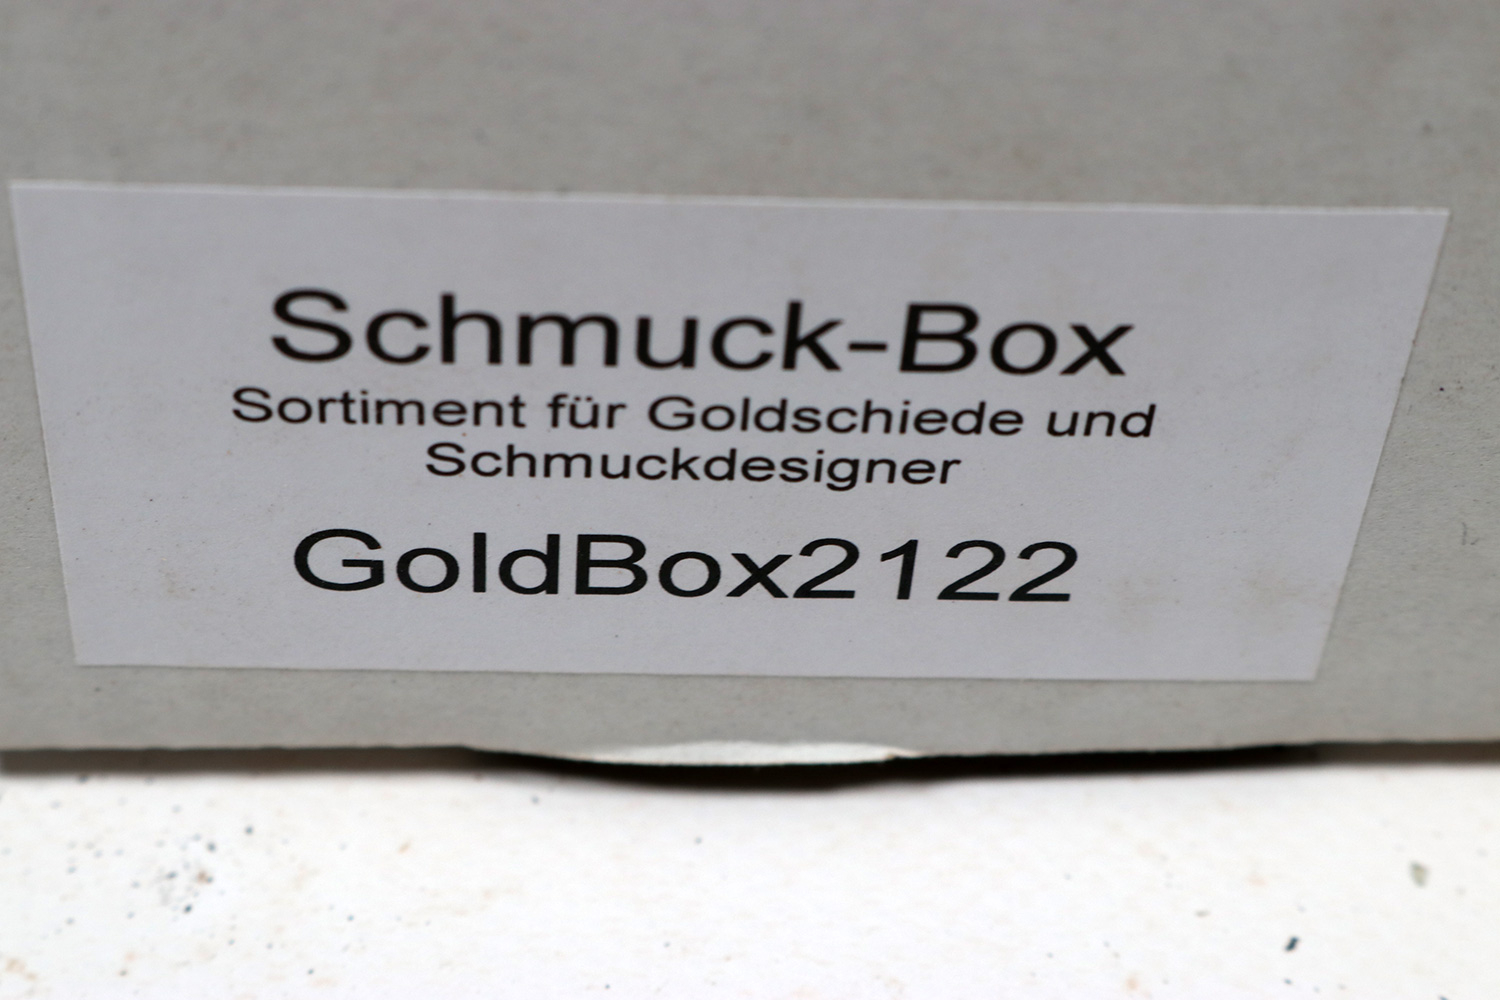 Schmuck-Box
Sortiment für Goldschiede und
Schmuckdesigner
GoldBox2122